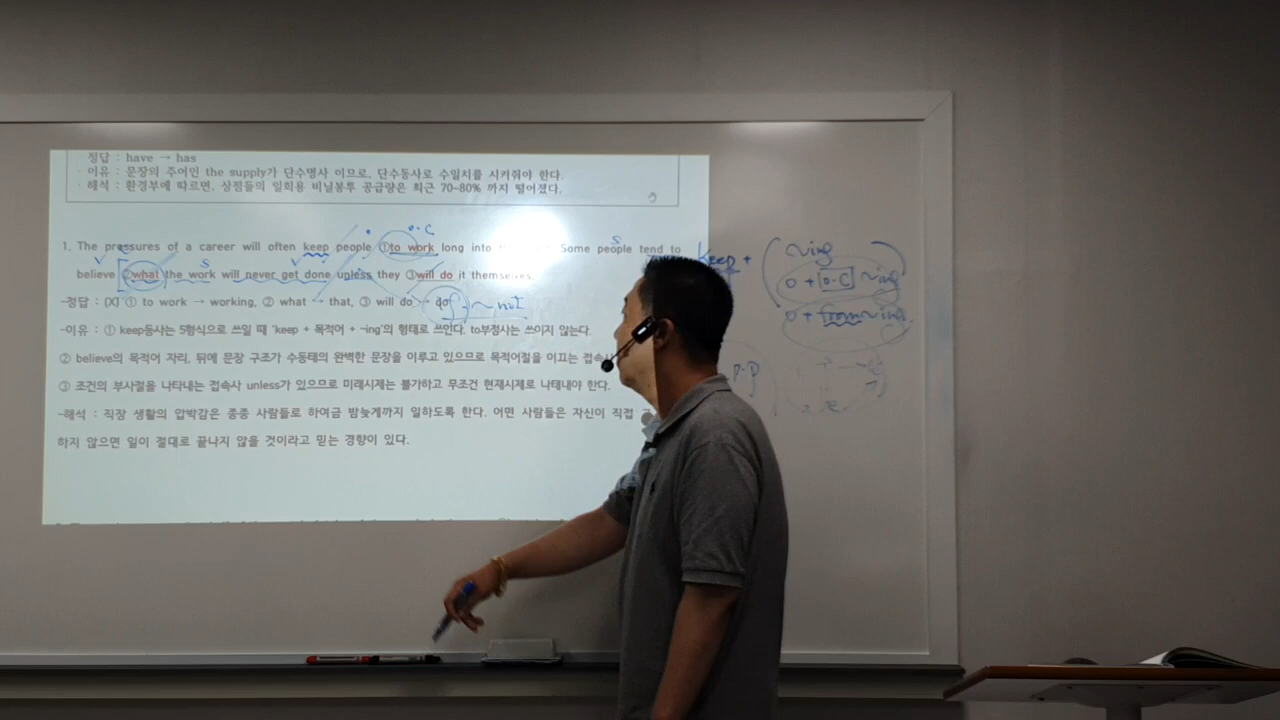 정답 : have → has
· 이유 : 문장의 주어인 the supply가 단수명사 이므로, 단수동사로 수일치를 시켜줘야 한다.
· 해석 : 환경부에 따르면, 상점들의 일회용 비닐봉투 공급량은 최근 70~80% 까지 떨어졌다.
o·c
s
1. The pressures of a career will often keep people ①to work long into Some people tend to
s
believe ②what the work will never get done unless they ③will do it themselves.
-정답 : [X] ① to work → working, ② what → that, ③ will do → do
if ~ not
-이유 : ① keep동사는 5형식으로 쓰일 때 'keep + 목적어 + ~ing'의 형태로 쓰인다. to부정사는 쓰이지 않는다.
② believe의 목적어 자리, 뒤에 문장 구조가 수동태의 완벽한 문장을 이루고 있으므로 목적어절을 이끄는 접속사
③ 조건의 부사절을 나타내는 접속사 unless가 있으므로 미래시제는 불가하고 무조건 현재시제로 나태내야 한다.
-해석 : 직장 생활의 압박감은 종종 사람들로 하여금 밤늦게까지 일하도록 한다. 어떤 사람들은 자신이 직접
하지 않으면 일이 절대로 끝나지 않을 것이라고 믿는 경향이 있다.
keep + ~ing
o + o·c ~ing
o + from ~ing
p·p